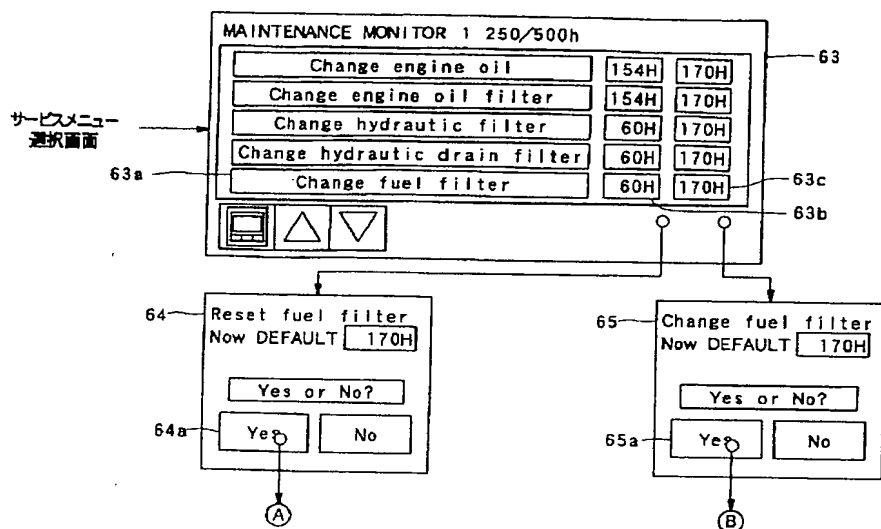 MAINTENANCE MONITOR 1 250/500h
63
Change engine oil 154H 170H
Change engine oil filter 154H 170H
サービスメニュー
選択画面
Change hydrautic filter 60H 170H
Change hydrautic drain filter 60H 170H
63a
Change fuel filter 60H 170H
63c
63b
64
Reset fuel filter
Now DEFAULT 170H
Yes or No?
64a
Yes No
A
65
Change fuel filter
Now DEFAULT 170H
Yes or No?
65a
Yes No
B